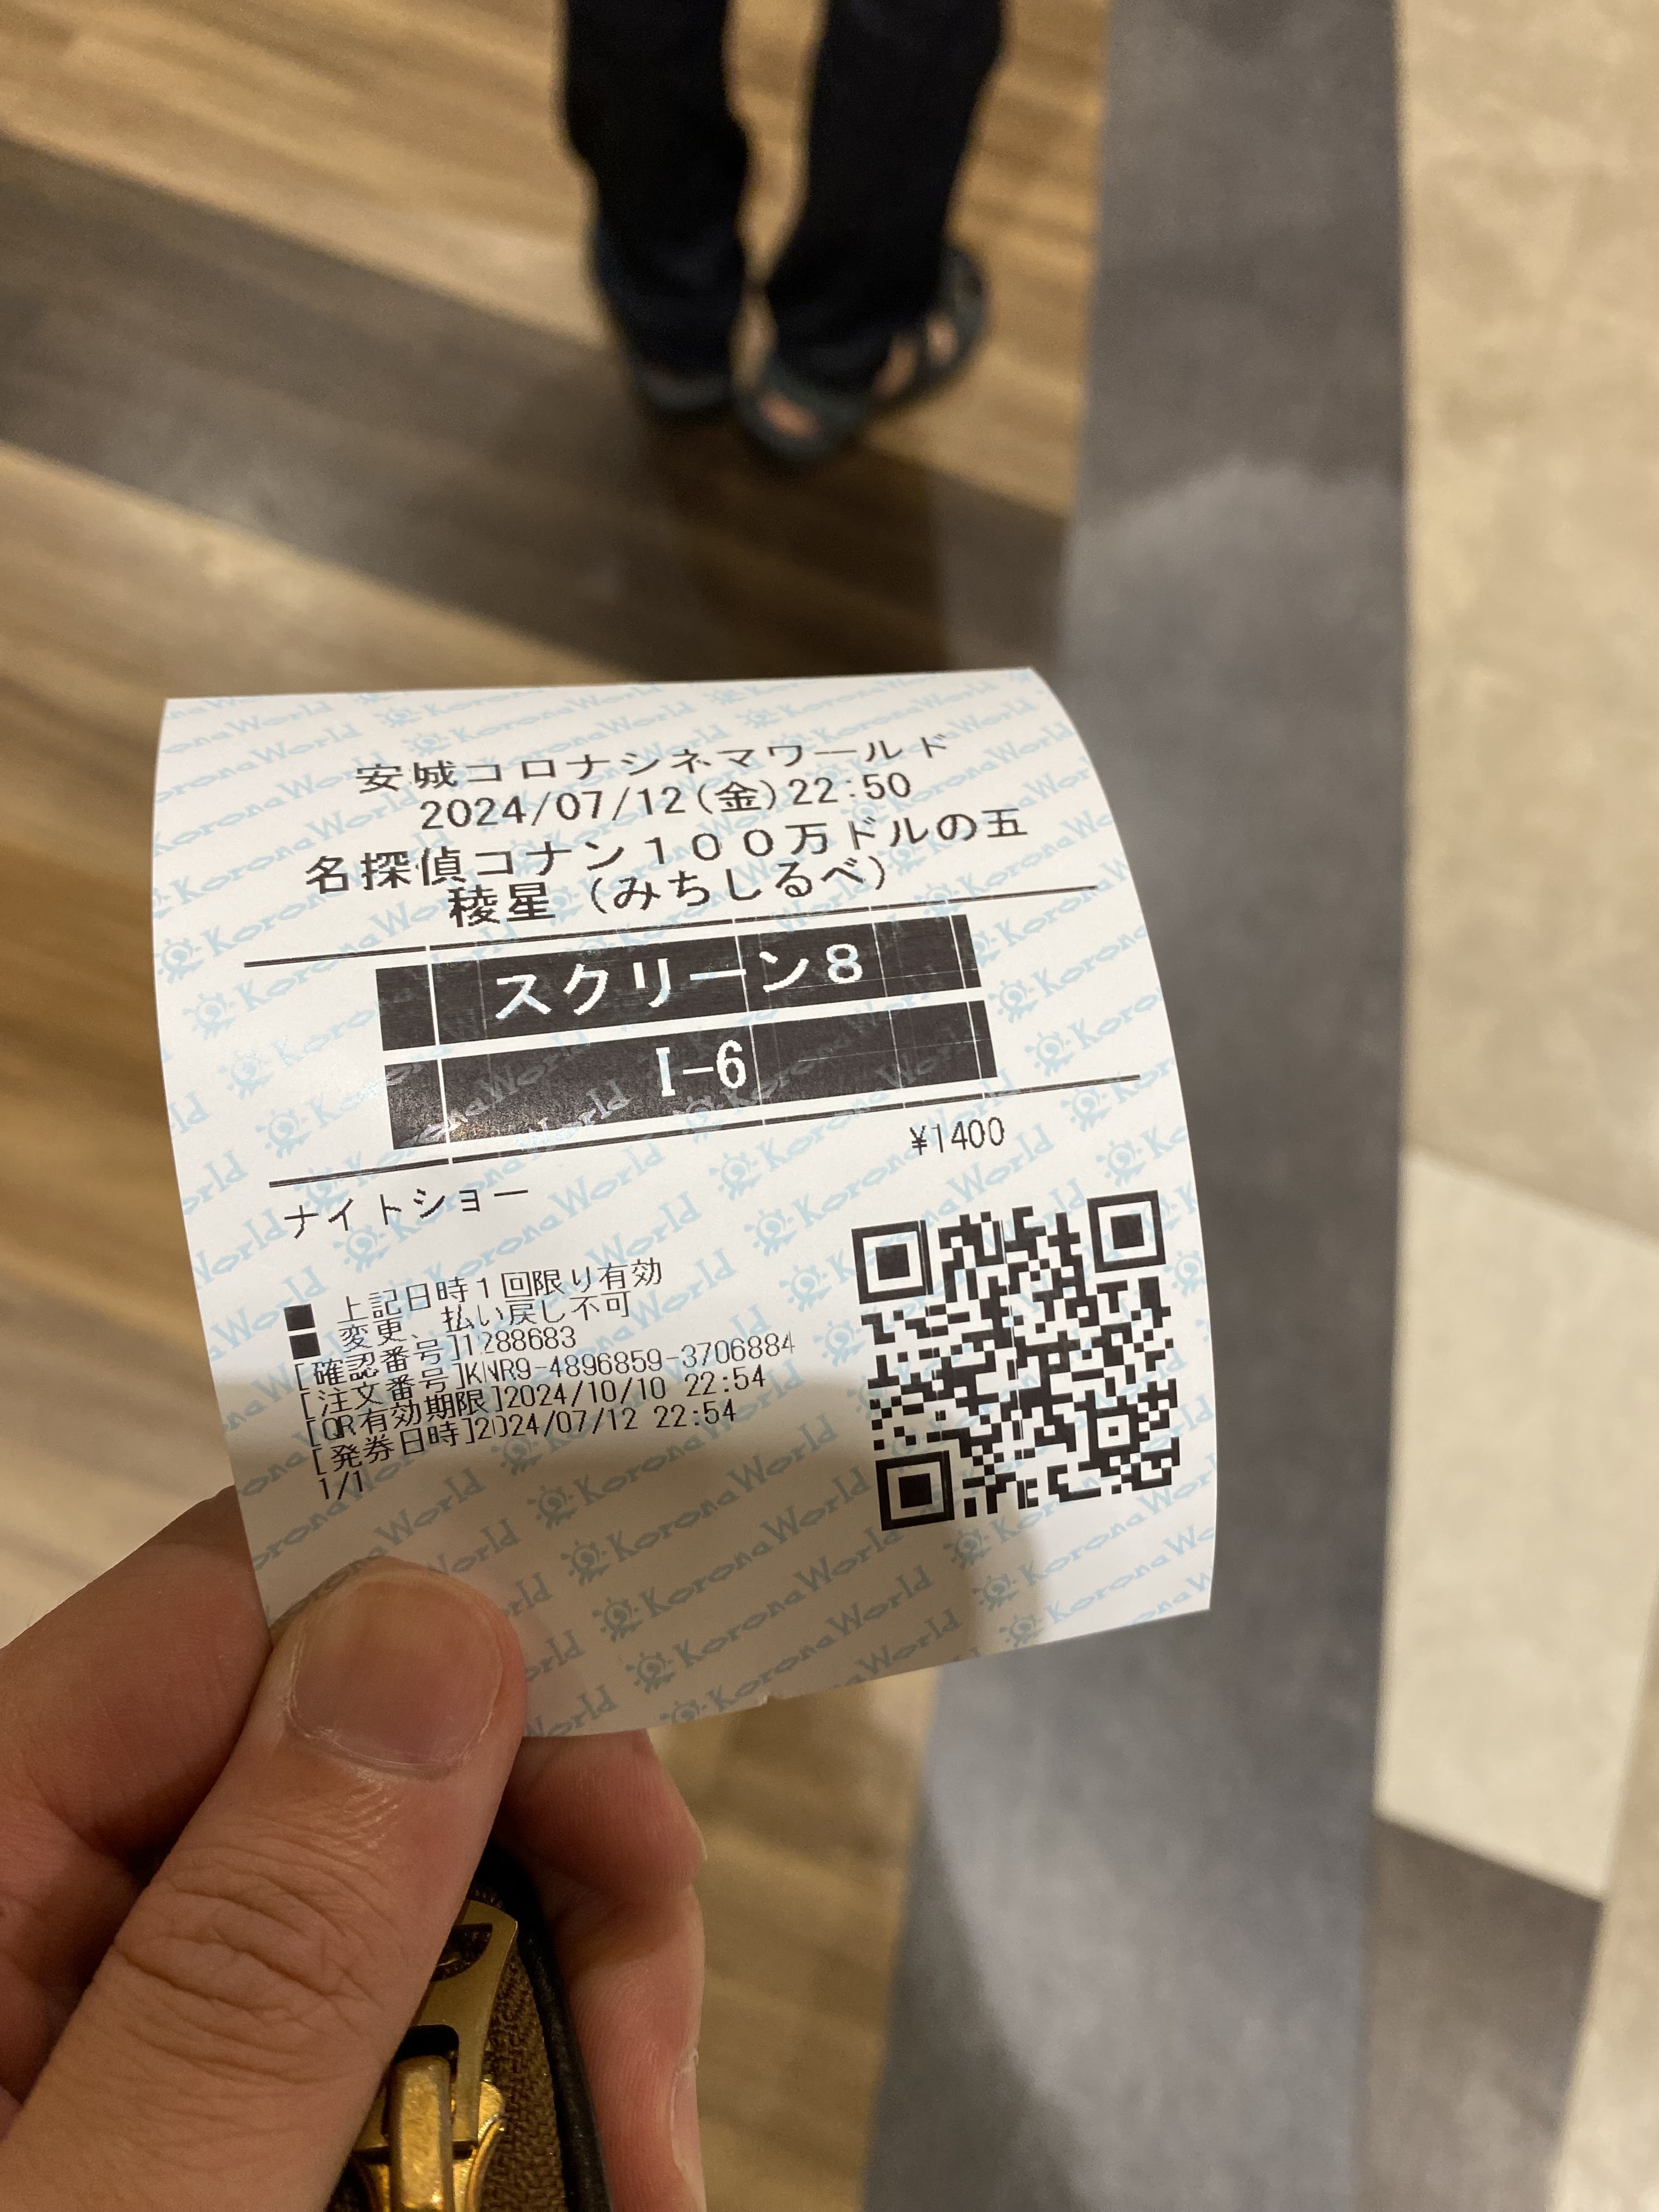 安城コロナシネマワールド
2024/07/12(金)22:50
名探偵コナン１００万ドルの五
稜星（みちしるべ）
スクリーン8
I-6
¥1400
ナイトショー
■ 上記日時１回限り有効
■ 変更、払い戻し不可
[確認番号]1288683
[注文番号]KNR9-4896859-3706884
[QR有効期限]2024/10/10 22:54
[発券日時]2024/07/12 22:54
1/1
KoronaWorld